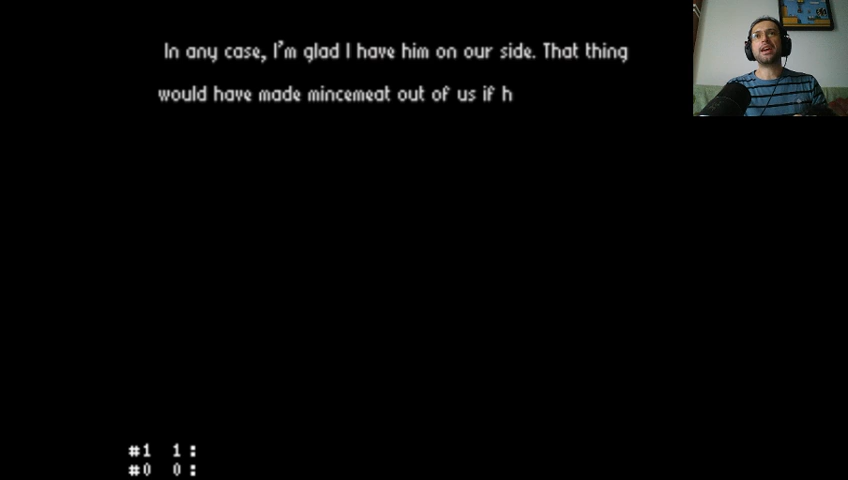 In any case, I'm glad I have him on our side. That thing
would have made mincemeat out of us if h
#1 1:
#0 0: